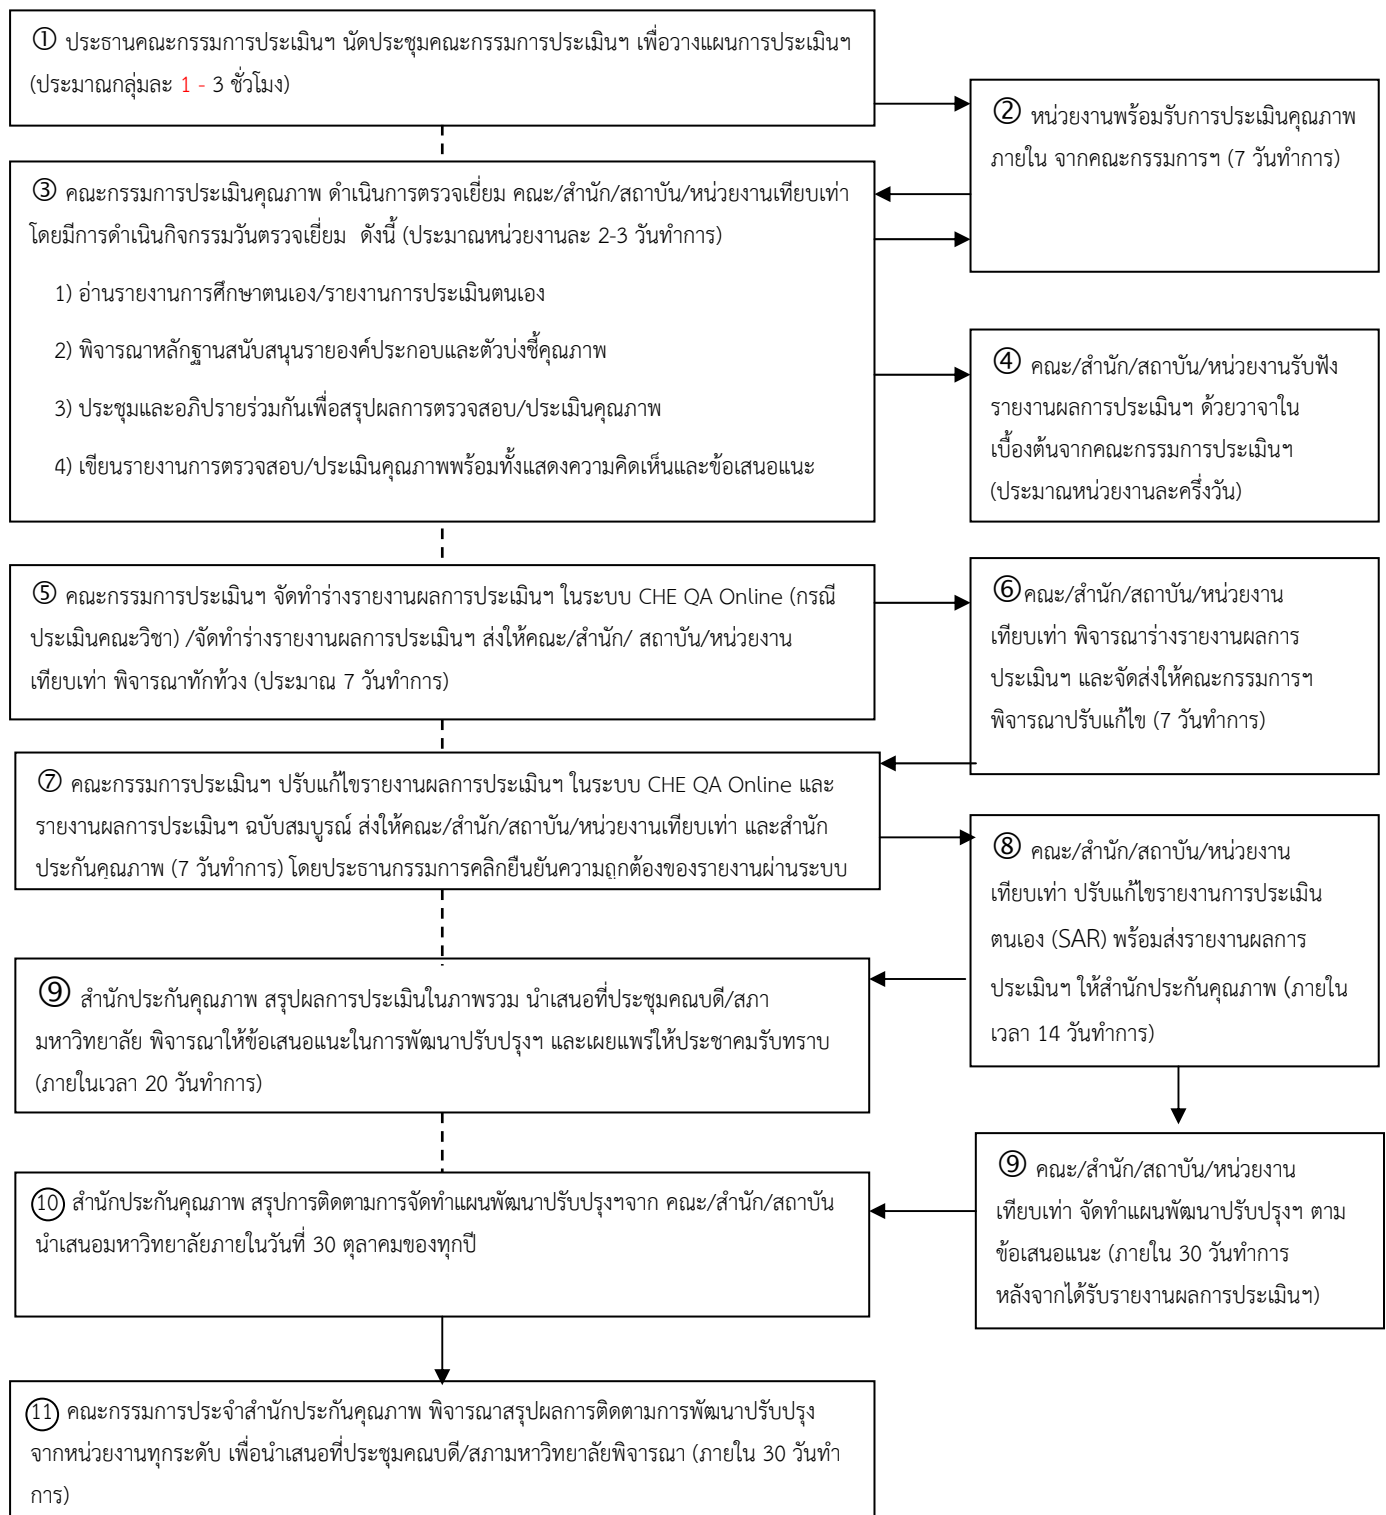 ① ประธานคณะกรรมการประเมินฯ นัดประชุมคณะกรรมการประเมินฯ เพื่อวางแผนการประเมินฯ
(ประมาณกลุ่มละ 1 - 3 ชั่วโมง)
② หน่วยงานพร้อมรับการประเมินคุณภาพ
ภายใน จากคณะกรรมการฯ (7 วันทำการ)
③ คณะกรรมการประเมินคุณภาพ ดำเนินการตรวจเยี่ยม คณะ/สำนัก/สถาบัน/หน่วยงานเทียบเท่า
โดยมีการดำเนินกิจกรรมวันตรวจเยี่ยม ดังนี้ (ประมาณหน่วยงานละ 2-3 วันทำการ)
1) อ่านรายงานการศึกษาตนเอง/รายงานการประเมินตนเอง
2) พิจารณาหลักฐานสนับสนุนรายองค์ประกอบและตัวบ่งชี้คุณภาพ
3) ประชุมและอภิปรายร่วมกันเพื่อสรุปผลการตรวจสอบ/ประเมินคุณภาพ
4) เขียนรายงานการตรวจสอบ/ประเมินคุณภาพพร้อมทั้งแสดงความคิดเห็นและข้อเสนอแนะ
④ คณะ/สำนัก/สถาบัน/หน่วยงานรับฟัง
รายงานผลการประเมินฯ ด้วยวาจาใน
เบื้องต้นจากคณะกรรมการประเมินฯ
(ประมาณหน่วยงานละครึ่งวัน)
⑤ คณะกรรมการประเมินฯ จัดทำร่างรายงานผลการประเมินฯ ในระบบ CHE QA Online (กรณี
ประเมินคณะวิชา) /จัดทำร่างรายงานผลการประเมินฯ ส่งให้คณะ/สำนัก/ สถาบัน/หน่วยงาน
เทียบเท่า พิจารณาทักท้วง (ประมาณ 7 วันทำการ)
⑥คณะ/สำนัก/สถาบัน/หน่วยงาน
เทียบเท่า พิจารณาร่างรายงานผลการ
ประเมินฯ และจัดส่งให้คณะกรรมการฯ
พิจารณาปรับแก้ไข (7 วันทำการ)
⑦ คณะกรรมการประเมินฯ ปรับแก้ไขรายงานผลการประเมินฯ ในระบบ CHE QA Online และ
รายงานผลการประเมินฯ ฉบับสมบูรณ์ ส่งให้คณะ/สำนัก/สถาบัน/หน่วยงานเทียบเท่า และสำนัก
ประกันคุณภาพ (7 วันทำการ) โดยประธานกรรมการคลิกยืนยันความถูกต้องของรายงานผ่านระบบ
⑧ คณะ/สำนัก/สถาบัน/หน่วยงาน
เทียบเท่า ปรับแก้ไขรายงานการประเมิน
ตนเอง (SAR) พร้อมส่งรายงานผลการ
ประเมินฯ ให้สำนักประกันคุณภาพ (ภายใน
เวลา 14 วันทำการ)
⑨ สำนักประกันคุณภาพ สรุปผลการประเมินในภาพรวม นำเสนอที่ประชุมคณบดี/สภา
มหาวิทยาลัย พิจารณาให้ข้อเสนอแนะในการพัฒนาปรับปรุงฯ และเผยแพร่ให้ประชาคมรับทราบ
(ภายในเวลา 20 วันทำการ)
⑨ คณะ/สำนัก/สถาบัน/หน่วยงาน
เทียบเท่า จัดทำแผนพัฒนาปรับปรุงฯ ตาม
ข้อเสนอแนะ (ภายใน 30 วันทำการ
หลังจากได้รับรายงานผลการประเมินฯ)
⑩ สำนักประกันคุณภาพ สรุปการติดตามการจัดทำแผนพัฒนาปรับปรุงฯจาก คณะ/สำนัก/สถาบัน
นำเสนอมหาวิทยาลัยภายในวันที่ 30 ตุลาคมของทุกปี
⑪ คณะกรรมการประจำสำนักประกันคุณภาพ พิจารณาสรุปผลการติดตามการพัฒนาปรับปรุง
จากหน่วยงานทุกระดับ เพื่อนำเสนอที่ประชุมคณบดี/สภามหาวิทยาลัยพิจารณา (ภายใน 30 วันทำ
การ)